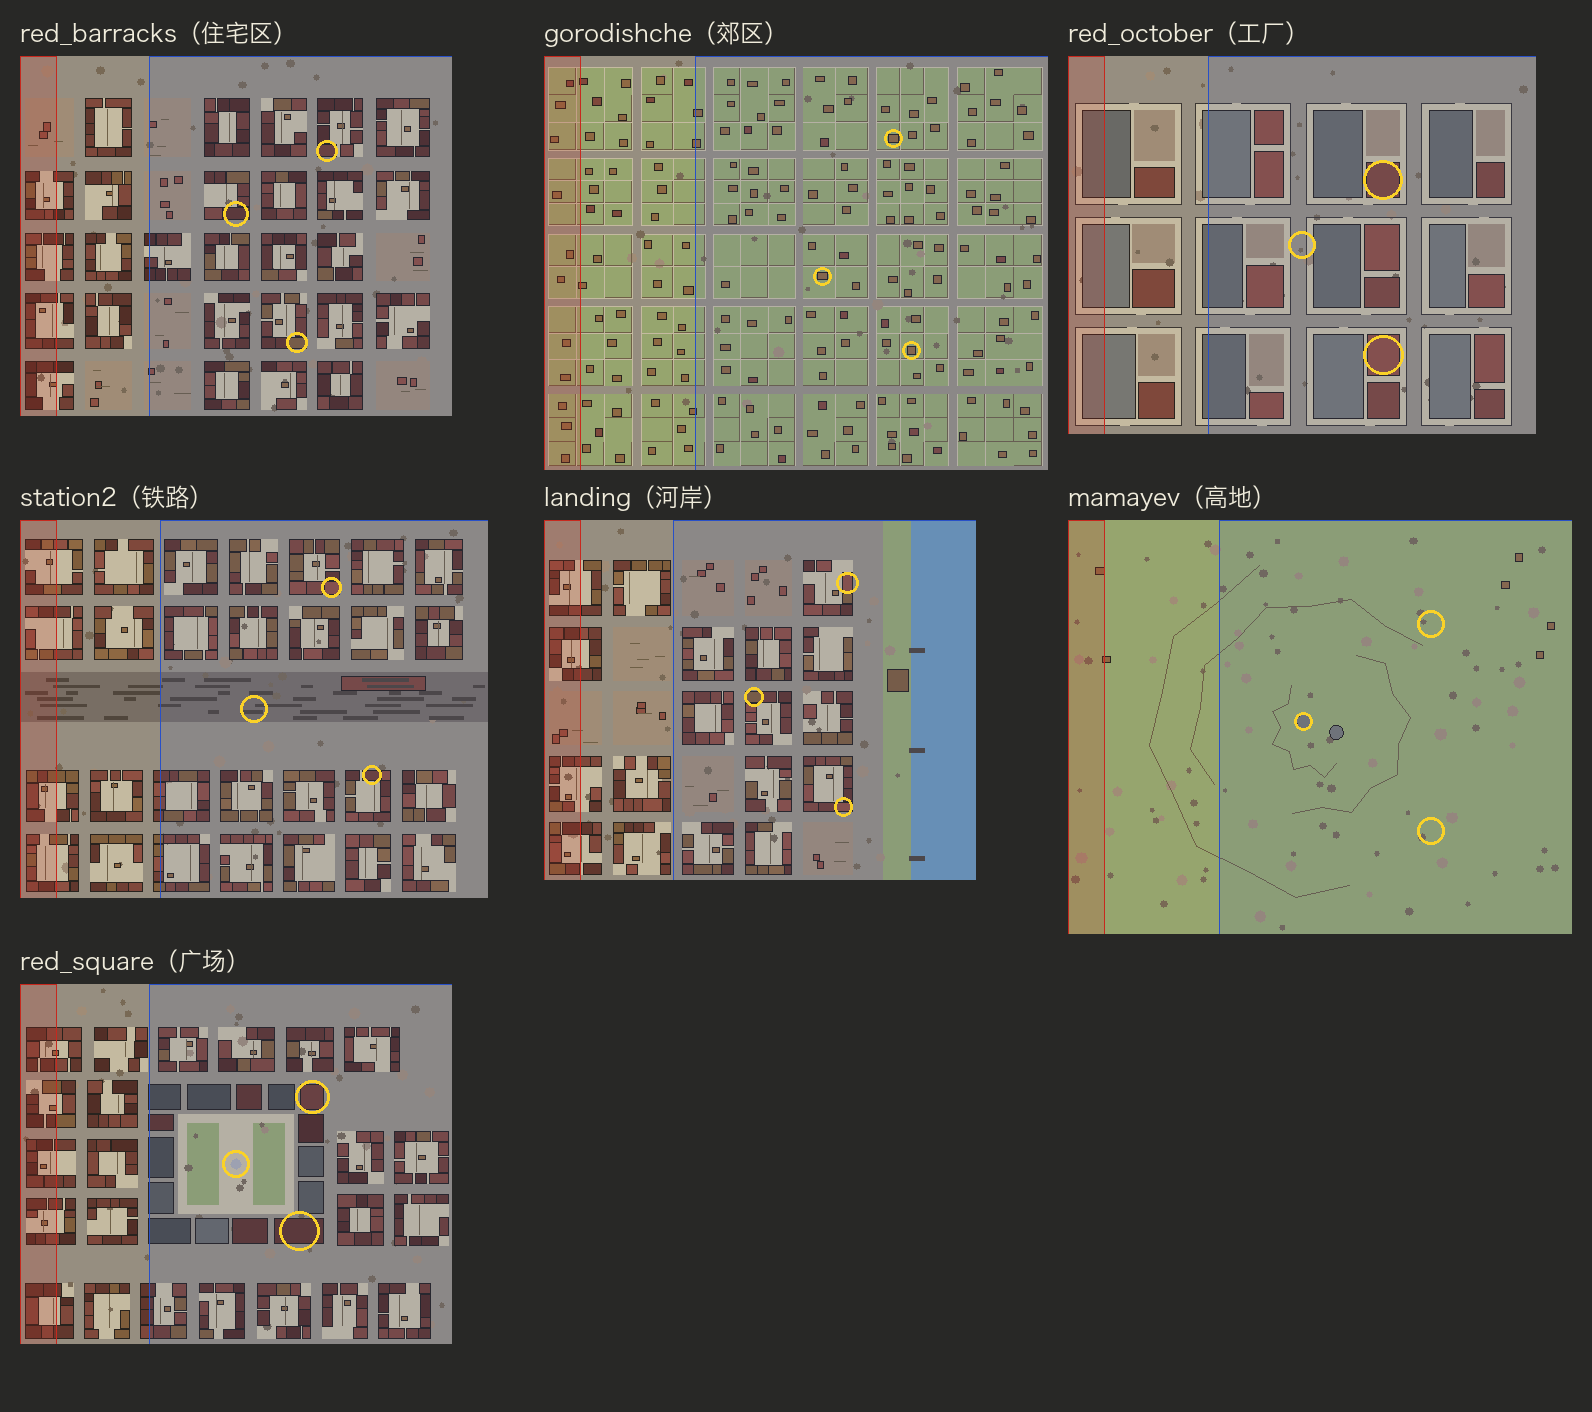 red_barracks（住宅区）
gorodishche（郊区）
red_october（工厂）
station2（铁路）
landing（河岸）
mamayev（高地）
red_square（广场）